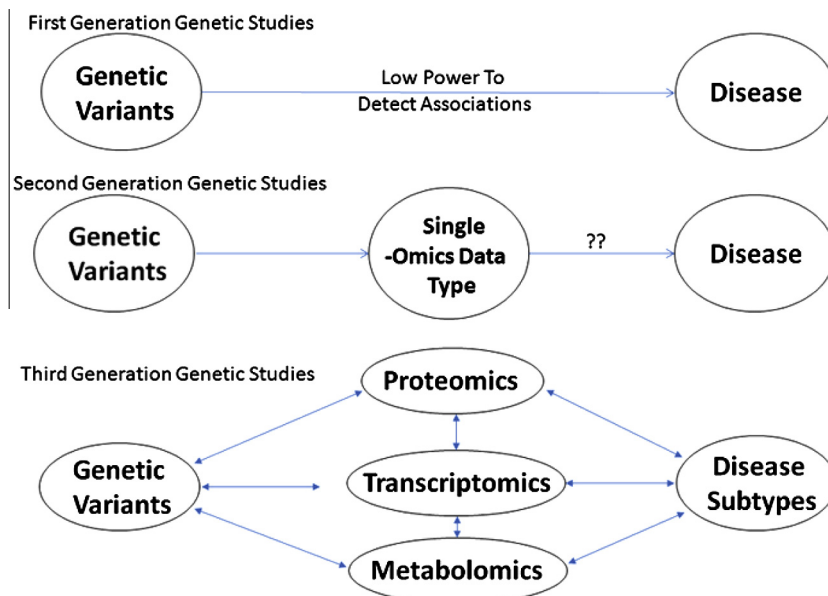 First Generation Genetic Studies
Genetic
Variants
Low Power To
Detect Associations
Disease
Second Generation Genetic Studies
Genetic
Variants
Single
-Omics Data
Type
??
Disease
Third Generation Genetic Studies
Proteomics
Genetic
Variants
Transcriptomics
Disease
Subtypes
Metabolomics